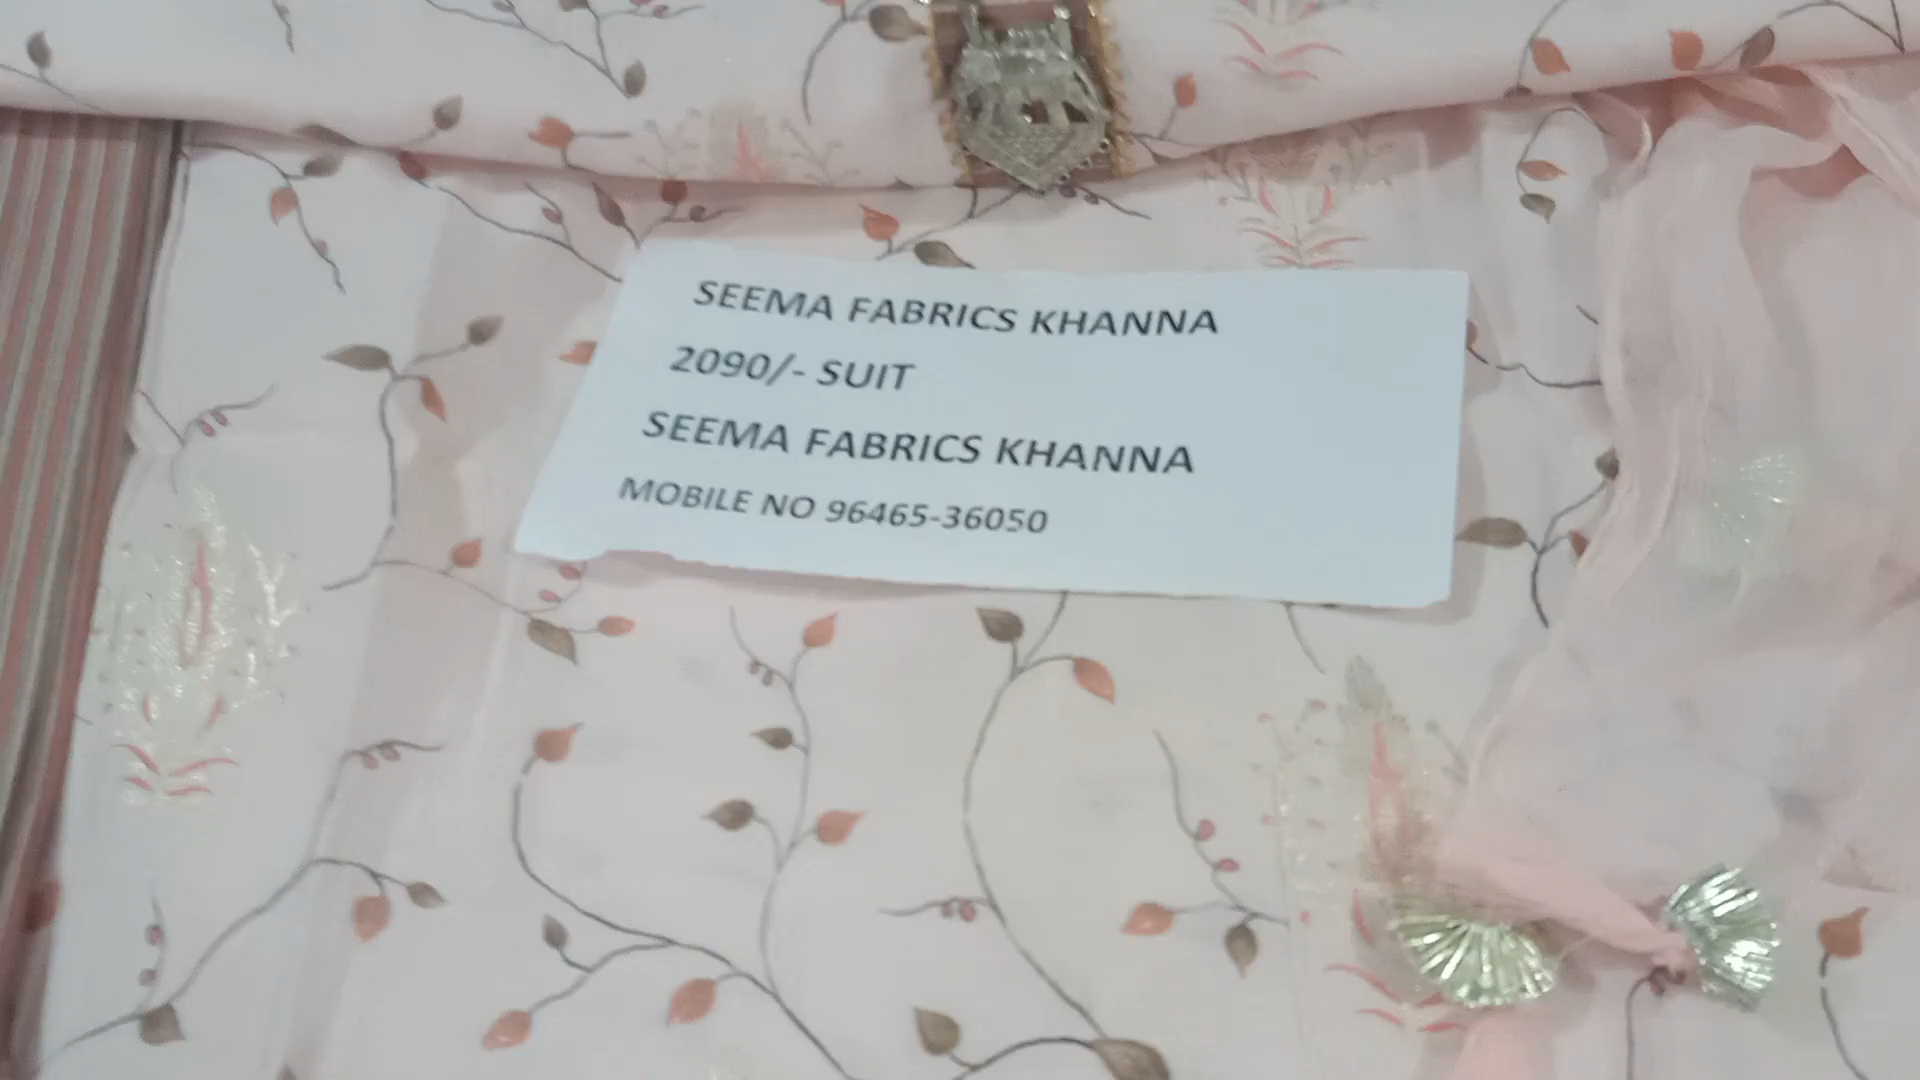 SEEMA FABRICS KHANNA
2090/- SUIT
SEEMA FABRICS KHANNA
MOBILE NO 96465-36050